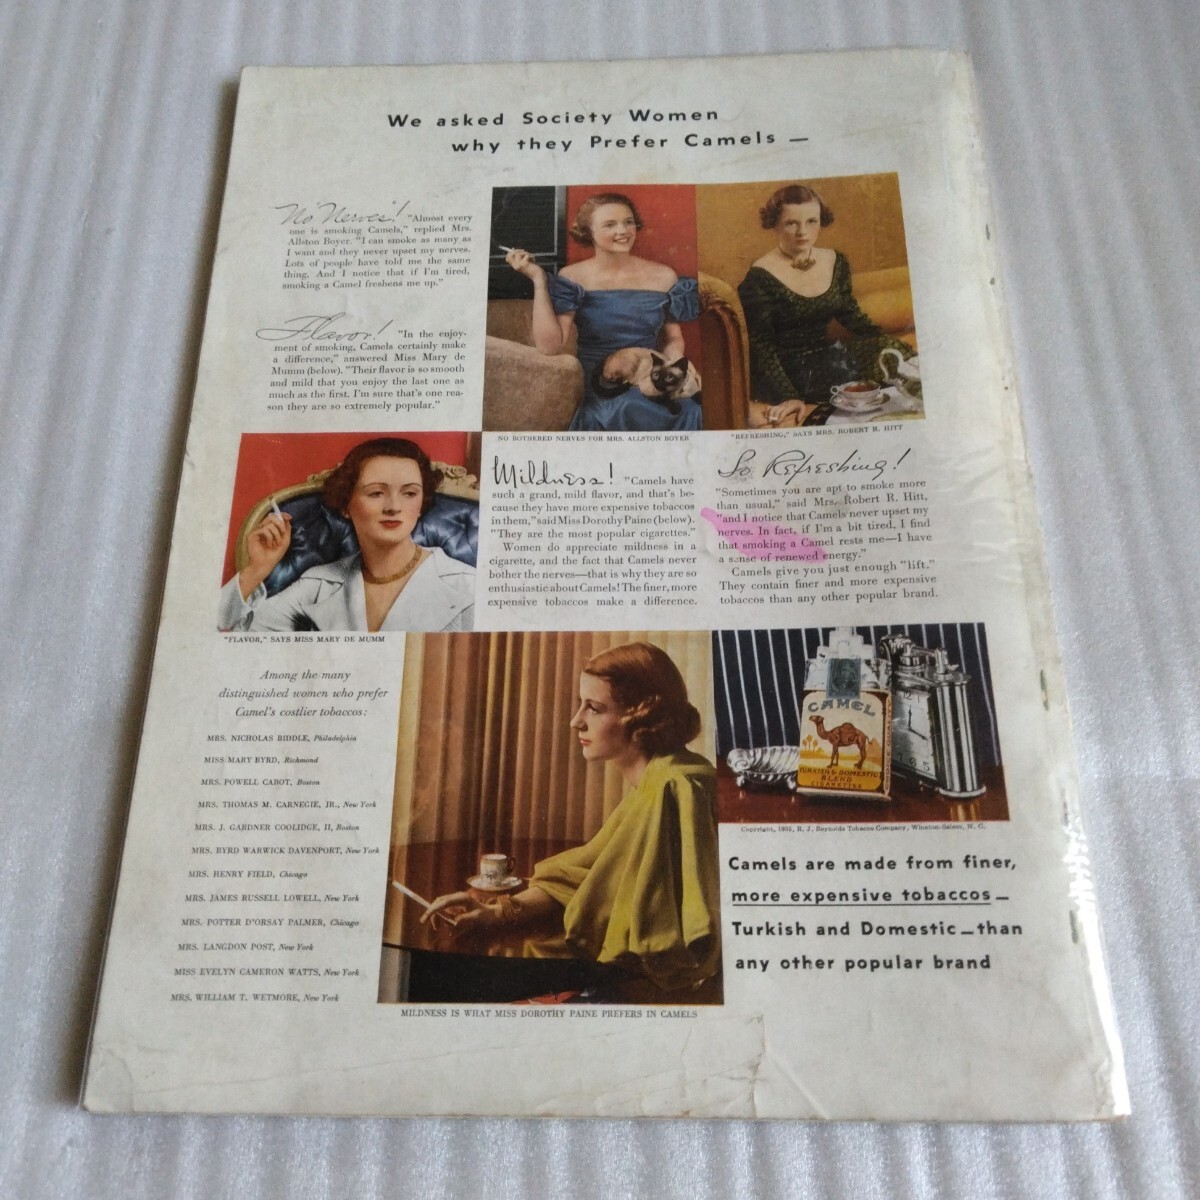 We asked Society Women
why they Prefer Camels —
No Nerves! "Almost every
one is smoking Camels," replied Mrs.
Allston Boyer. "I can smoke as many as
I want and they never upset my nerves.
Lots of people have told me the same
thing. And I notice that if I'm tired,
smoking a Camel freshens me up."
Flavor! "In the enjoy-
ment of smoking, Camels certainly make
a difference," answered Miss Mary de
Mumm (below). "Their flavor is so smooth
and mild that you enjoy the last one as
much as the first. I'm sure that's one rea-
son they are so extremely popular."
NO BOTHERED NERVES FOR MRS. ALLSTON BOYER
"REFRESHING," SAYS MRS. ROBERT R. HITT
Mildness! "Camels have
such a grand, mild flavor, and that's be-
cause they have more expensive tobaccos
in them," said Miss Dorothy Paine (below).
"They are the most popular cigarettes."
Women do appreciate mildness in a
cigarette, and the fact that Camels never
bother the nerves—that is why they are so
enthusiastic about Camels! The finer, more
expensive tobaccos make a difference.
So Refreshing!
"Sometimes you are apt to smoke more
than usual," said Mrs. Robert R. Hitt,
"and I notice that Camels never upset my
nerves. In fact, if I'm a bit tired, I find
that smoking a Camel rests me—I have
a sense of renewed energy."
Camels give you just enough "lift."
They contain finer and more expensive
tobaccos than any other popular brand.
"FLAVOR," SAYS MISS MARY DE MUMM
Among the many
distinguished women who prefer
Camel's costlier tobaccos:
MRS. NICHOLAS BIDDLE, Philadelphia
MISS MARY BYRD, Richmond
MRS. POWELL CABOT, Boston
MRS. THOMAS M. CARNEGIE, JR., New York
MRS. J. GARDNER COOLIDGE, II, Boston
MRS. BYRD WARWICK DAVENPORT, New York
MRS. HENRY FIELD, Chicago
MRS. JAMES RUSSELL LOWELL, New York
MRS. POTTER D'ORSAY PALMER, Chicago
MRS. LANGDON POST, New York
MISS EVELYN CAMERON WATTS, New York
MRS. WILLIAM T. WETMORE, New York
MILDNESS IS WHAT MISS DOROTHY PAINE PREFERS IN CAMELS
CAMEL
TURKISH & DOMESTIC
BLEND
CIGARETTES
Copyright, 1935, R. J. Reynolds Tobacco Company, Winston-Salem, N. C.
Camels are made from finer,
more expensive tobaccos—
Turkish and Domestic—than
any other popular brand